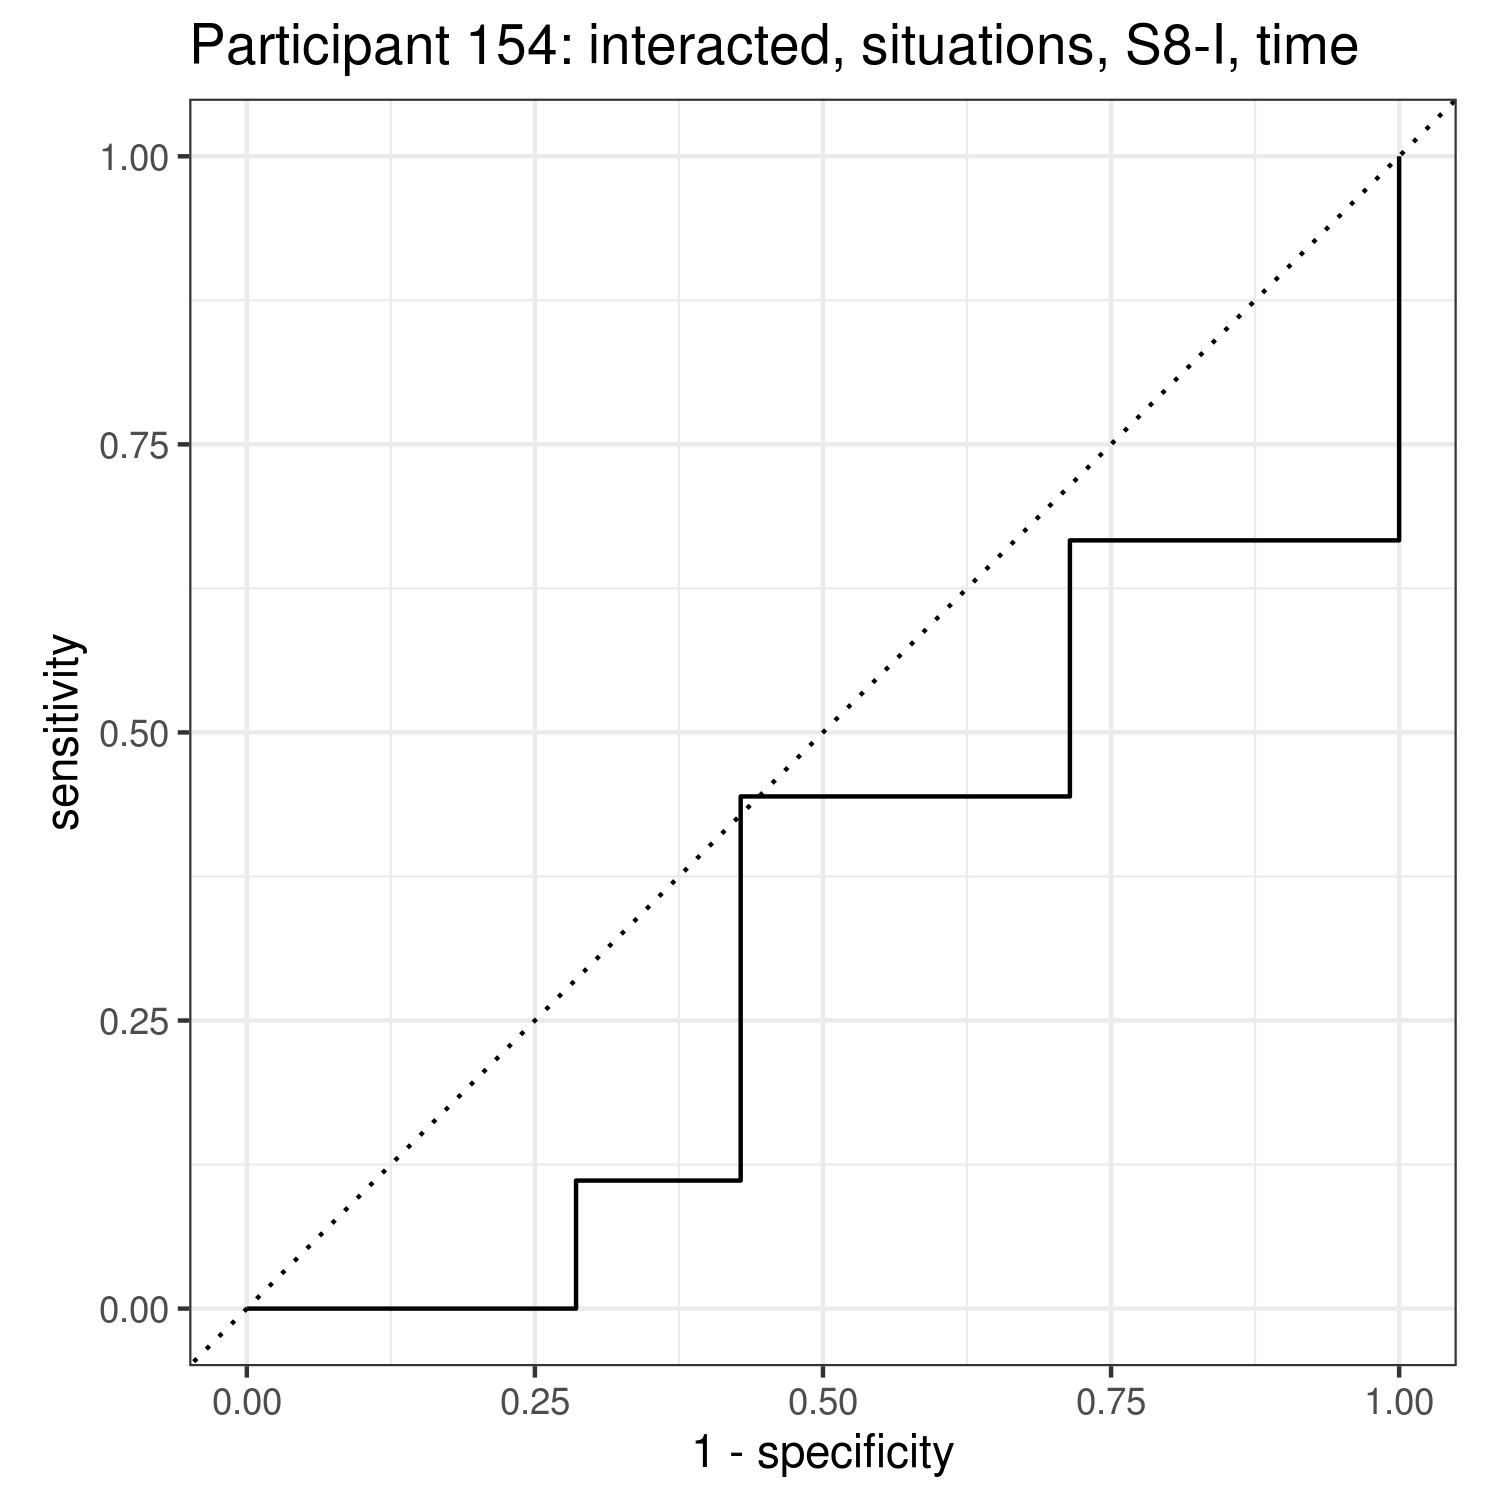 Participant 154: interacted, situations, S8-I, time
1.00
0.75
0.50
0.25
0.00
sensitivity
0.00 0.25 0.50 0.75 1.00
1 - specificity